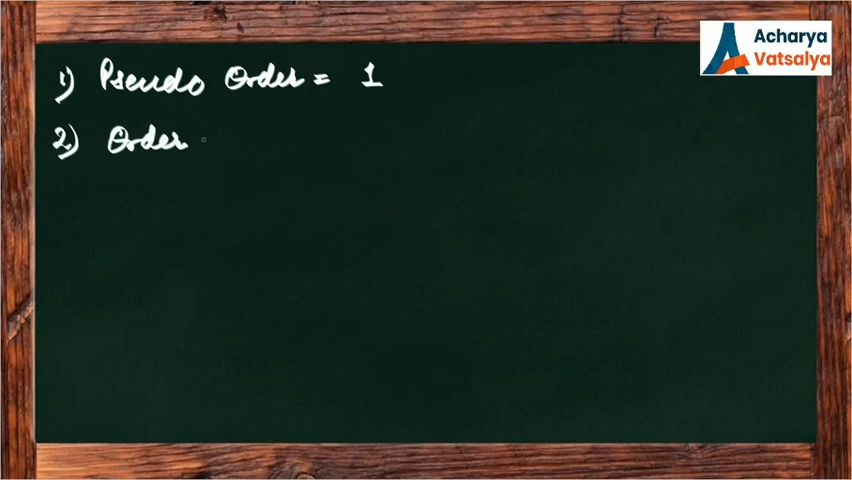 Acharya
Vatsalya
1) Pseudo Order = 1
2) Order